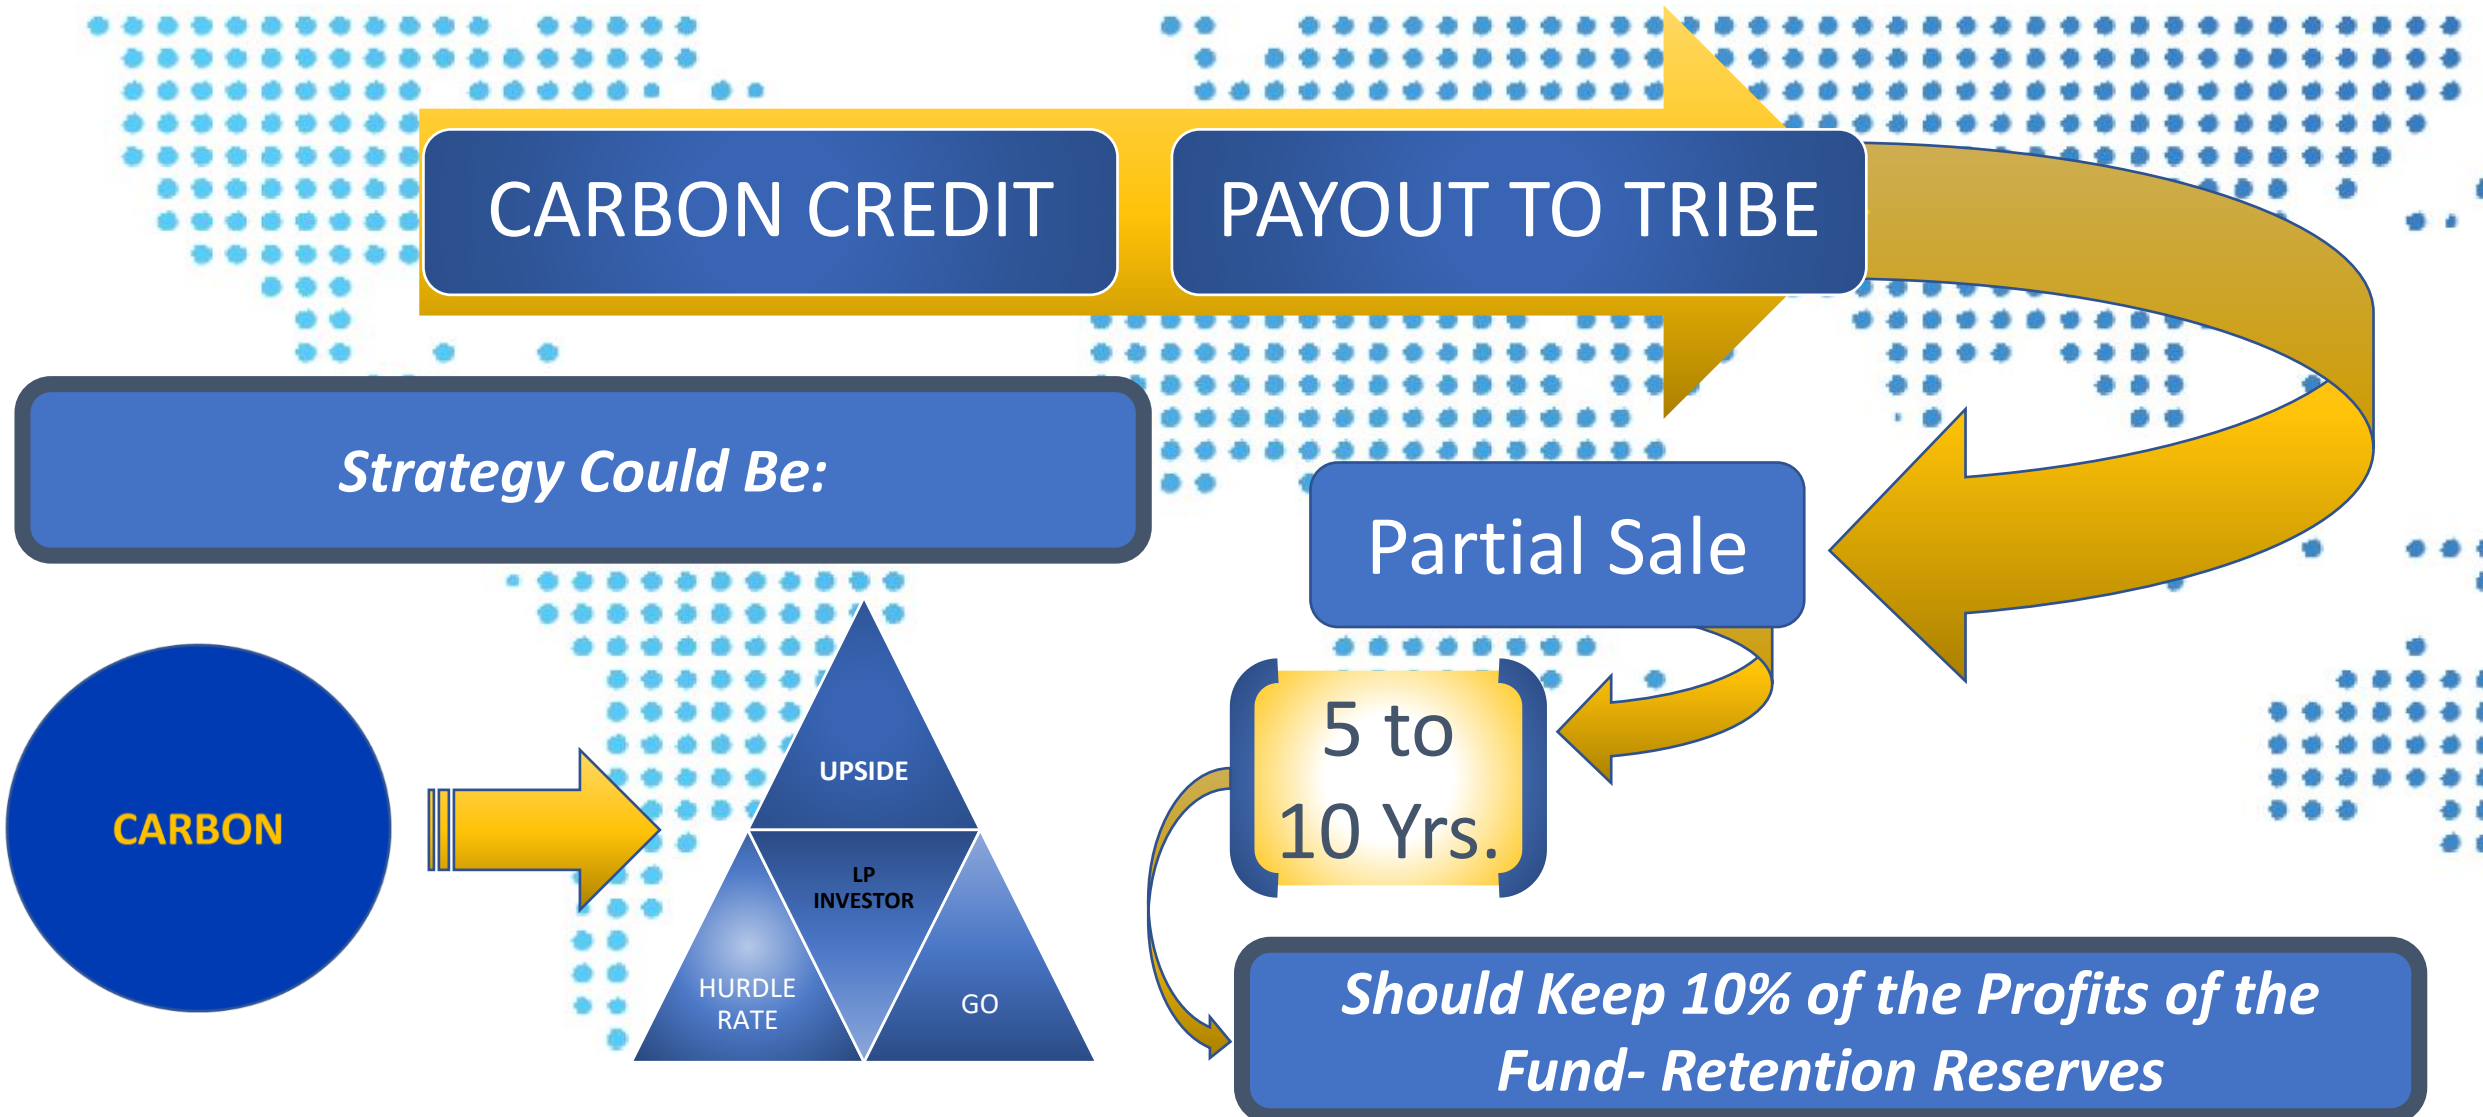 CARBON CREDIT
PAYOUT TO TRIBE
Strategy Could Be:
Partial Sale
CARBON
UPSIDE
LP
INVESTOR
HURDLE
RATE
GO
5 to
10 Yrs.
Should Keep 10% of the Profits of the
Fund- Retention Reserves